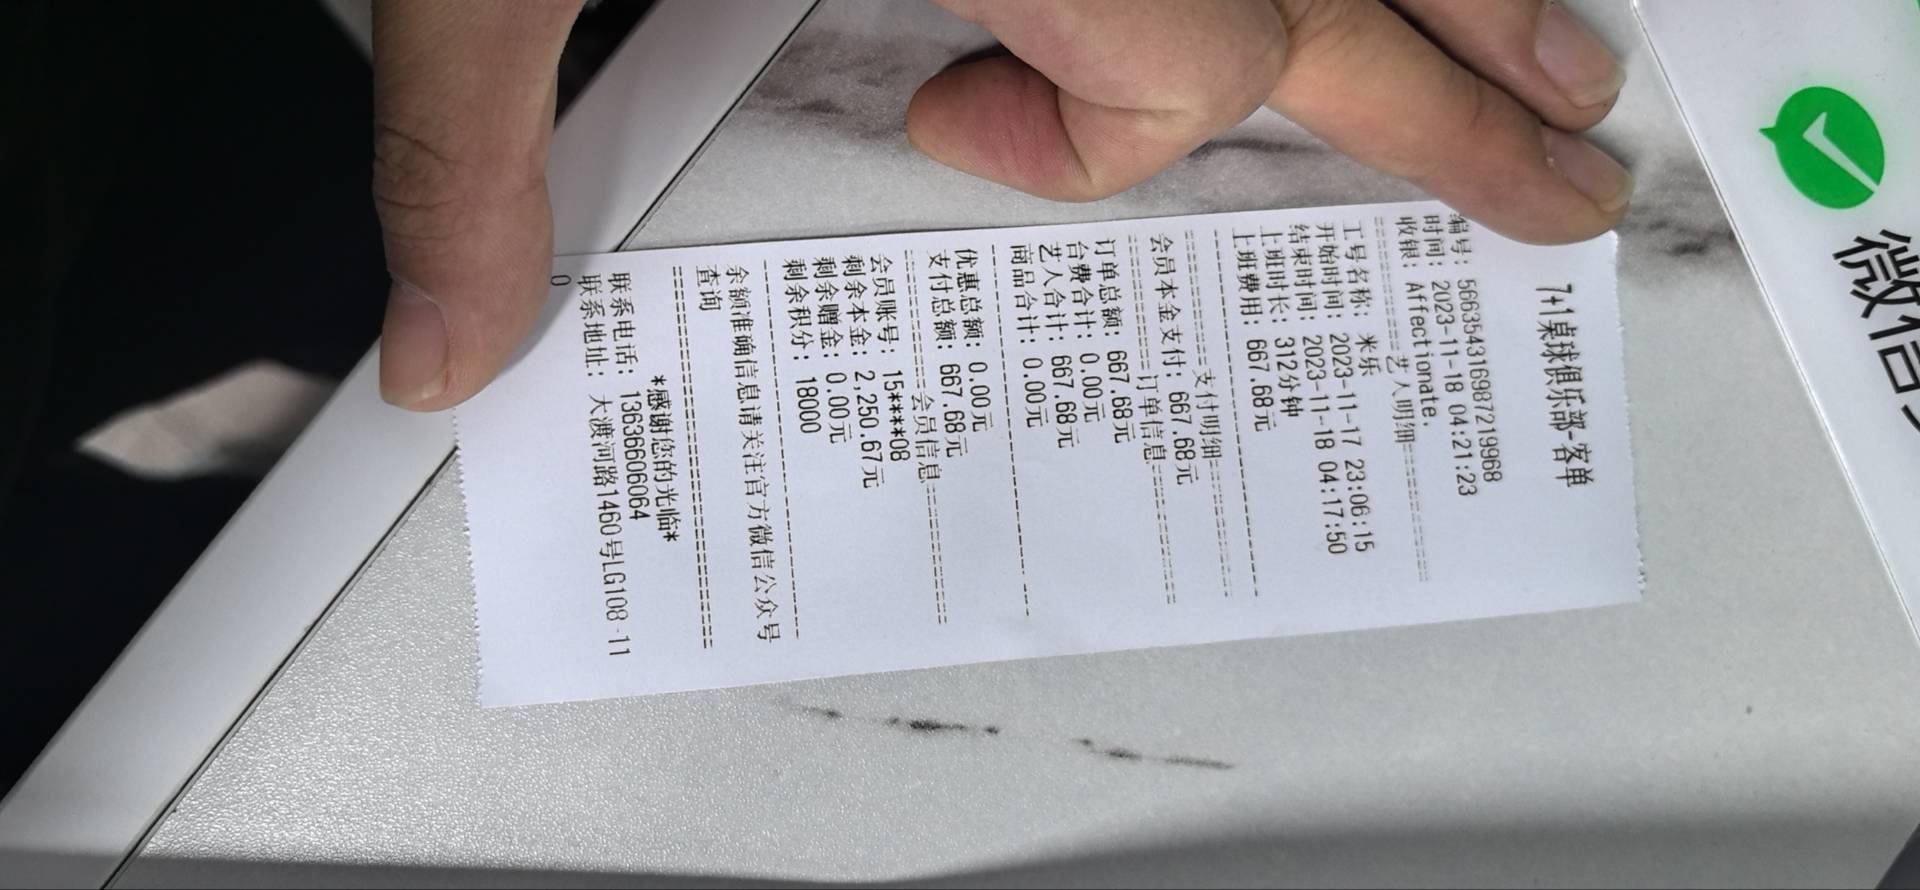 7+1桌球俱乐部-客单
编号: 566354316987219968
时间: 2023-11-18 04:21:23
收银: Affectionate.
=====艺人明细=====
工号名称: 米乐
开始时间: 2023-11-17 23:06:15
结束时间: 2023-11-18 04:17:50
上班时长: 312分钟
上班费用: 667.68元
支付明细
会员本金支付: 667.68元
订单信息
订单总额: 667.68元
台费合计: 0.00元
艺人合计: 667.68元
商品合计: 0.00元
优惠总额: 0.00元
支付总额: 667.68元
会员信息
会员账号: 15****08
剩余本金: 2,250.67元
剩余赠金: 0.00元
剩余积分: 18000
余额准确信息请关注官方微信公众号
查询
*感谢您的光临*
联系电话: 13636606064
联系地址: 大渡河路1460号LG108-11
0
微信